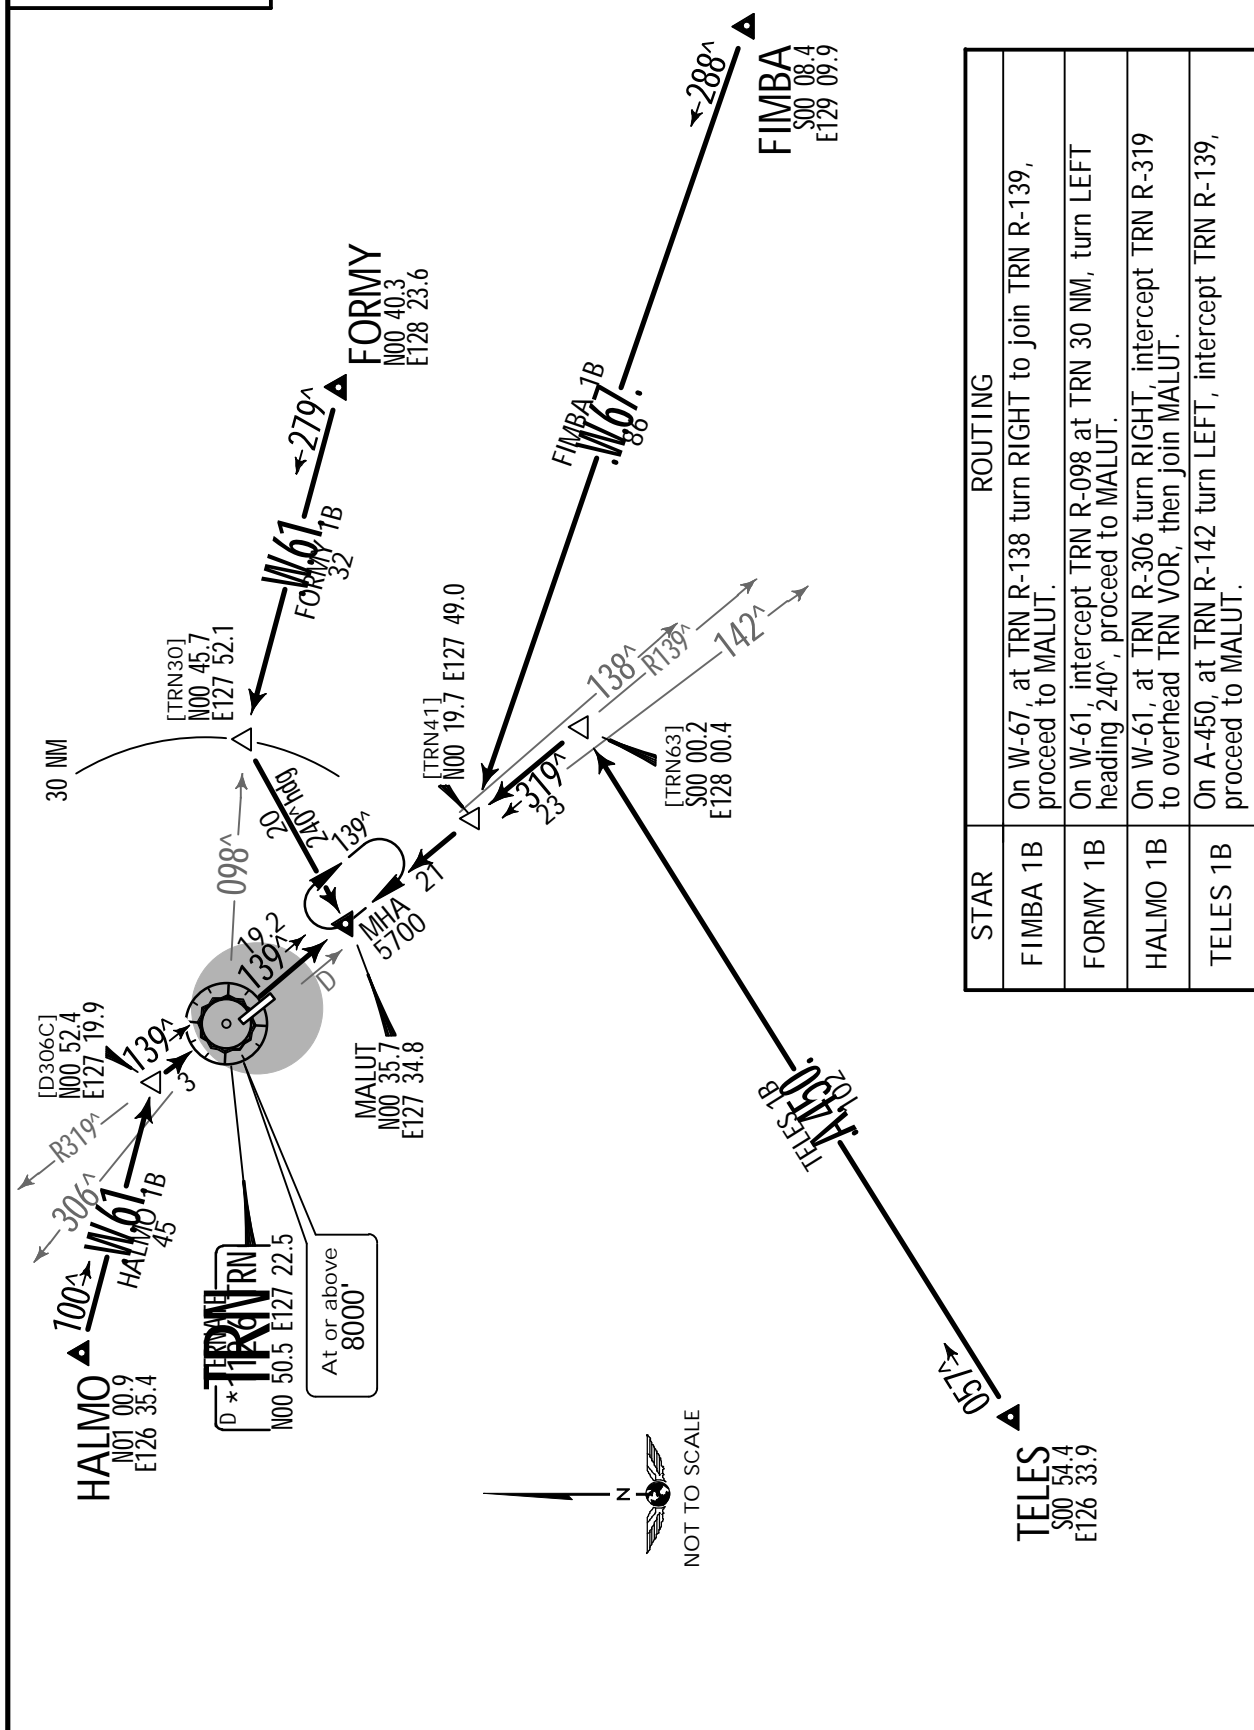 HALMO
N01 00.9
E126 35.4
100^
W61
HALMO 1B
45
306^
R319^
[D306C]
N00 52.4
E127 19.9
139^
3
D
TERNATE
TRN
N00 50.5 E127 22.5
At or above
8000'
098^
139^
19.2
D
MALUT
N00 35.7
E127 34.8
MHA
5700
139^
30 NM
[TRN30]
N00 45.7
E127 52.1
20
240^ hdg
W61
FORMY 1B
32
279^
FORMY
N00 40.3
E128 23.6
21
[TRN41]
N00 19.7 E127 49.0
319^
23
138^
R139^
142^
[TRN63]
S00 00.2
E128 00.4
FIMBA 1B
W67
86
288^
FIMBA
S00 08.4
E129 09.9
TELES 1B
A450
102
057^
TELES
S00 54.4
E126 33.9
N
NOT TO SCALE
STAR ROUTING
FIMBA 1B On W-67, at TRN R-138 turn RIGHT to join TRN R-139,
proceed to MALUT.
FORMY 1B On W-61, intercept TRN R-098 at TRN 30 NM, turn LEFT
heading 240^, proceed to MALUT.
HALMO 1B On W-61, at TRN R-306 turn RIGHT, intercept TRN R-319
to overhead TRN VOR, then join MALUT.
TELES 1B On A-450, at TRN R-142 turn LEFT, intercept TRN R-139,
proceed to MALUT.